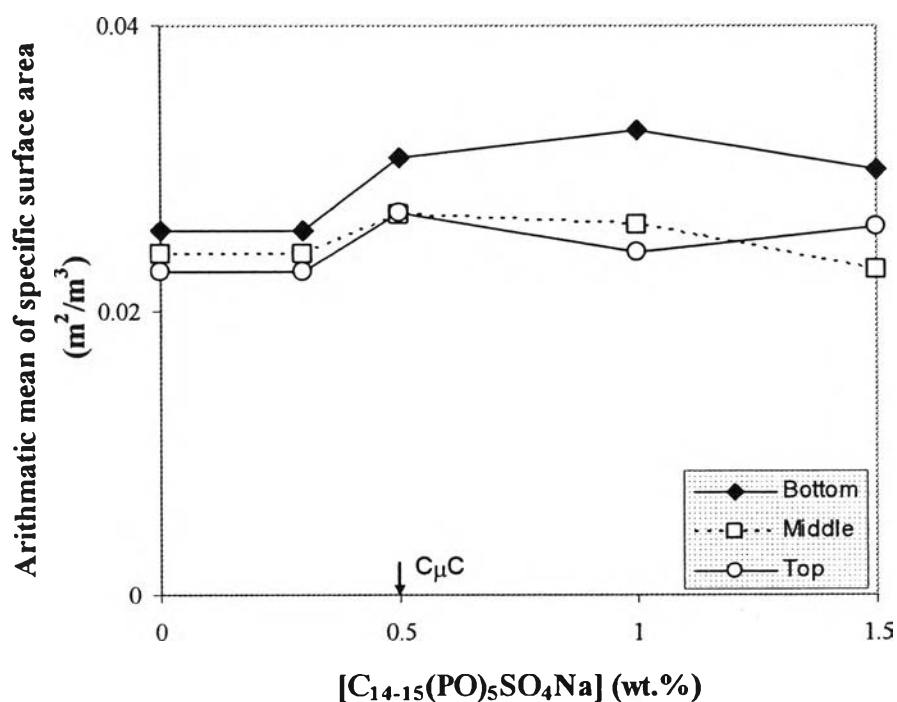 Arithmatic mean of specific surface area
(m²/m³)
0.04
0.02
0
Bottom
Middle
Top
CμC
0 0.5 1 1.5
[C₁₄₋₁₅(PO)₅SO₄Na] (wt.%)